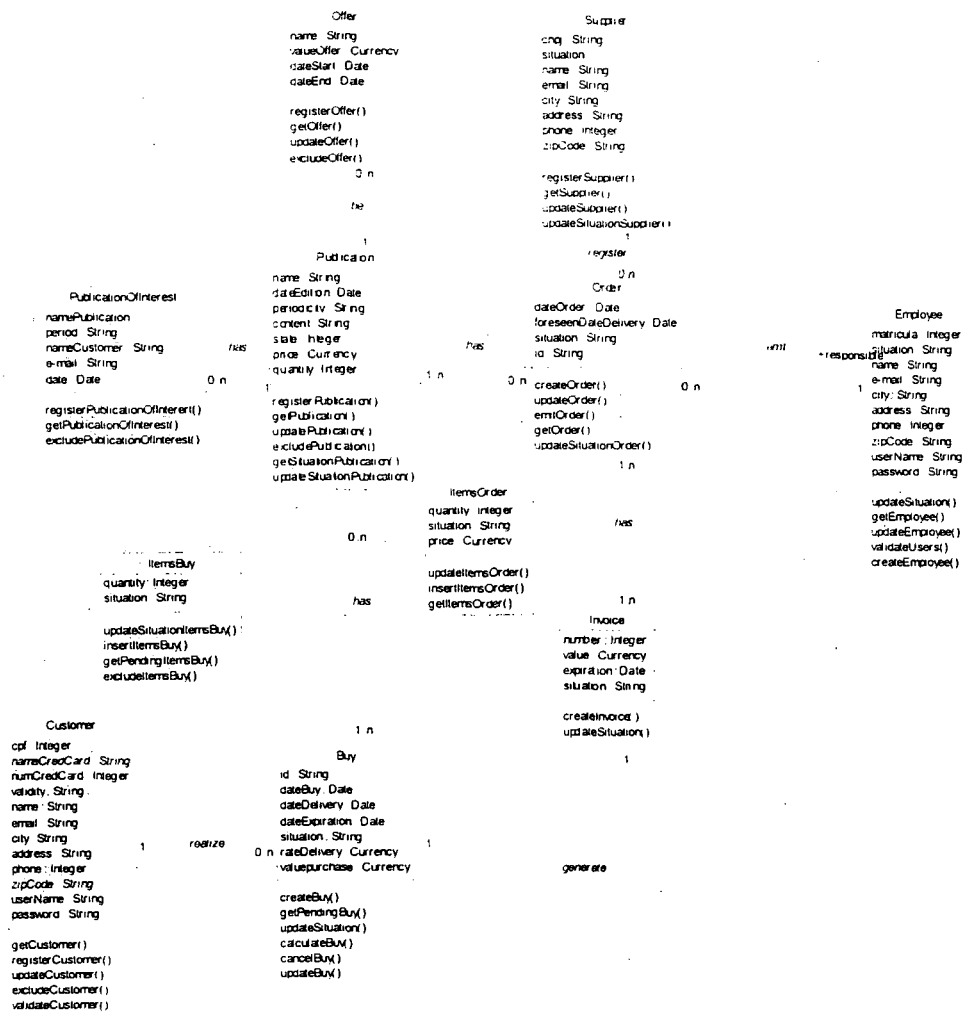 Offer
name String
valueOffer Currency
dateStart Date
dateEnd Date
registerOffer()
getOffer()
updateOffer()
excludeOffer()
0 n
be
1
Supplier
cnpj String
situation
name String
email String
city String
address String
phone Integer
zipCode String
registerSupplier()
getSupplier()
updateSupplier()
updateSituationSupplier()
1
register
0 n
Publication
name String
dateEdition Date
periodicity String
content String
state Integer
price Currency
quantity Integer
registerPublication()
getPublication()
updatePublication()
excludePublication()
getSituationPublication()
updateSituationPublication()
PublicationOfInterest
namePublication
period String
nameCustomer String
e-mail String
date Date
registerPublicationOfInterert()
getPublicationOfInterest()
excludePublicationOfInterest()
has
0 n
1
has
1 n
0 n
Order
dateOrder Date
foreseenDateDelivery Date
situation String
id String
createOrder()
updateOrder()
emitOrder()
getOrder()
updateSituationOrder()
1 n
emit
+responsible
0 n
1
Employee
matricula Integer
situation String
name String
e-mail String
city: String
address String
phone Integer
zipCode String
userName String
password String
updateSituation()
getEmployee()
updateEmployee()
validateUsers()
createEmployee()
ItemsOrder
quantity Integer
situation String
price Currency
updateItemsOrder()
insertItemsOrder()
getItemsOrder()
has
0 n
ItemsBuy
quantity: Integer
situation String
updateSituationItemsBuy()
insertItemsBuy()
getPendingItemsBuy()
excludeItemsBuy()
has
1 n
Invoice
number : Integer
value Currency
expiration Date
situation String
createInvoice()
updateSituation()
1
Customer
cpf Integer
nameCredCard String
numCredCard Integer
validity: String
name String
email String
city String
address String
phone : Integer
zipCode String
userName String
password String
getCustomer()
registerCustomer()
updateCustomer()
excludeCustomer()
validateCustomer()
1
realize
0 n
1 n
Buy
id String
dateBuy Date
dateDelivery Date
dateExpiration Date
situation String
rateDelivery Currency
valuepurchase Currency
createBuy()
getPendingBuy()
updateSituation()
calculateBuy()
cancelBuy()
updateBuy()
1
generate